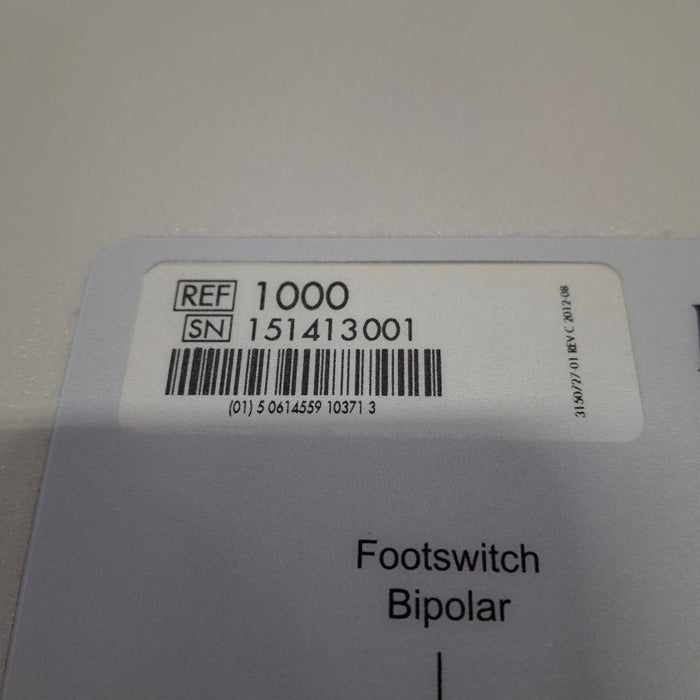 REF 1000
SN 151413001
(01) 5 0614559 10371 3
3150727-01 REV C 2012-08
Footswitch
Bipolar